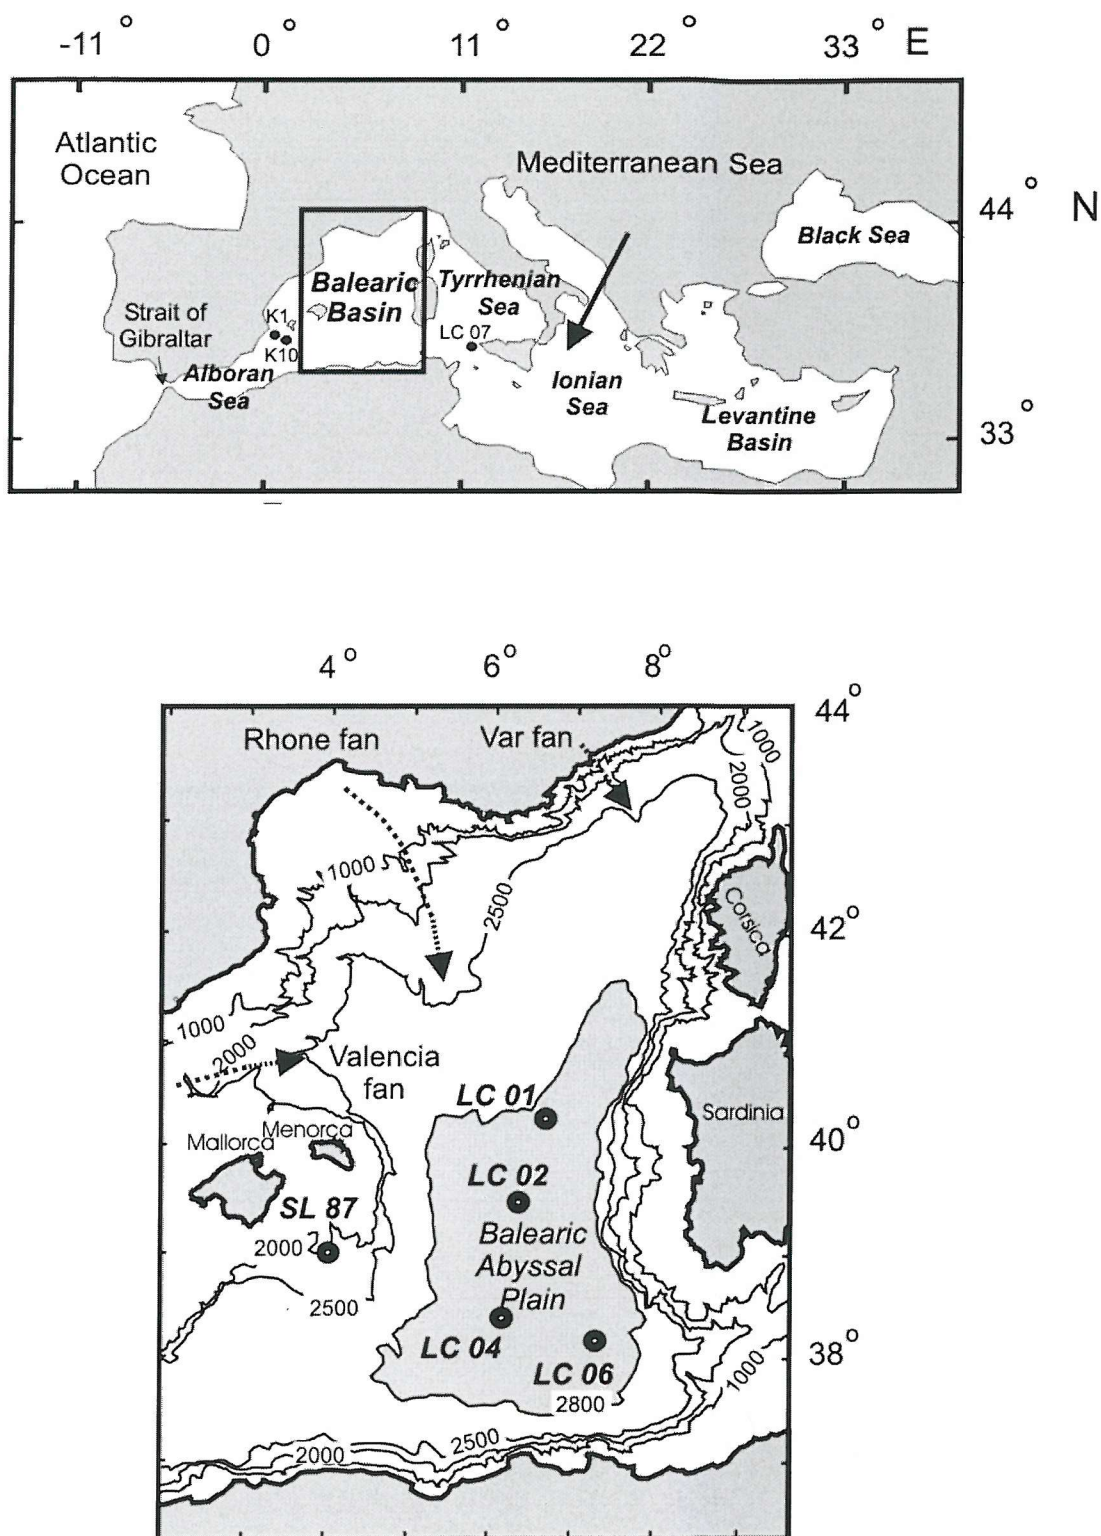 -11° 0° 11° 22° 33° E
Atlantic
Ocean
Mediterranean Sea
44° N
Black Sea
Balearic
Basin
Tyrrhenian
Sea
Strait of
Gibraltar
K1
K10
LC 07
Alboran
Sea
Ionian
Sea
Levantine
Basin
33°
4° 6° 8°
44°
Rhone fan
Var fan
1000
2000
1000
2500
Corsica
42°
1000
2000
Valencia
fan
LC 01
Sardinia
40°
Mallorca
Menorca
LC 02
SL 87
Balearic
Abyssal
Plain
2000
2500
LC 04
38°
LC 06
1000
2800
2500
2000